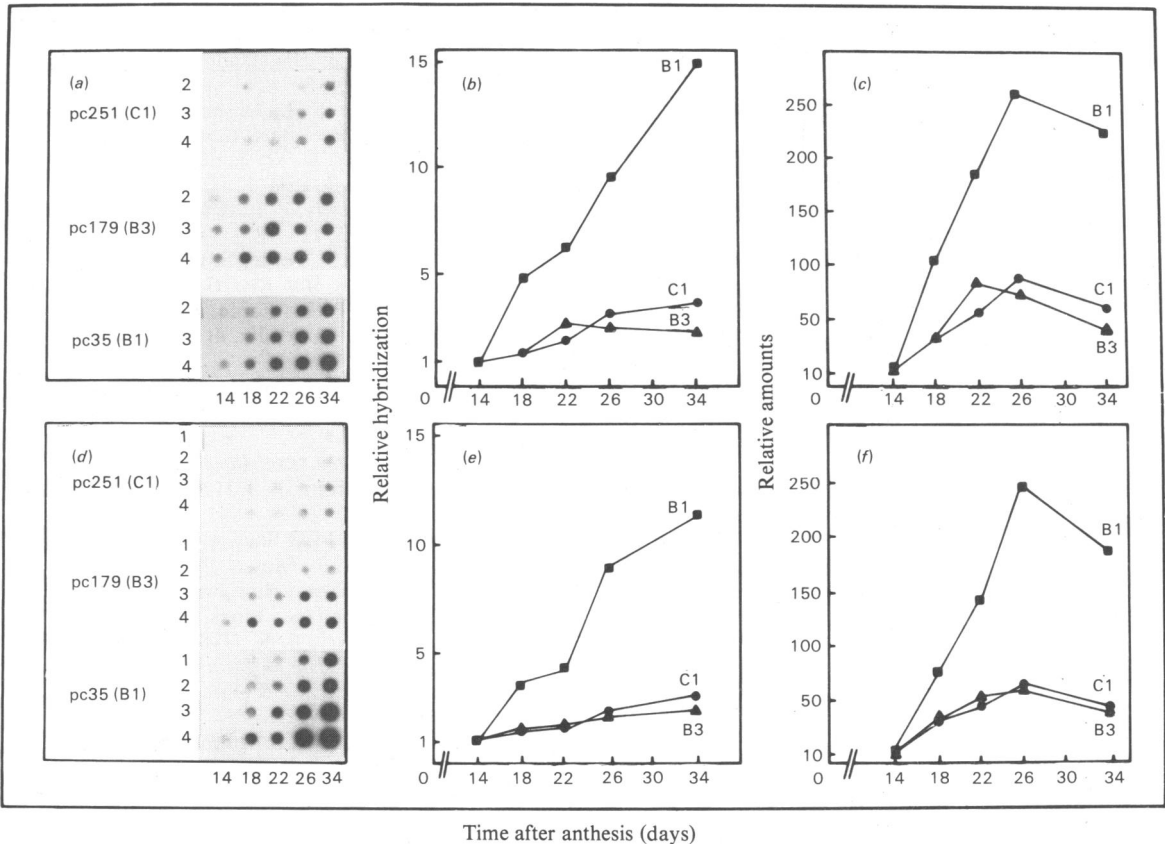 (a)
2
pc251 (C1) 3
4
2
pc179 (B3) 3
4
2
pc35 (B1) 3
4
14 18 22 26 34
Relative hybridization
(b)
15
10
5
1
0
B1
C1
B3
14 18 22 26 30 34
Relative amounts
(c)
250
200
150
100
50
10
0
B1
C1
B3
14 18 22 26 30 34
(d)
1
2
pc251 (C1) 3
4
1
pc179 (B3) 2
3
4
1
pc35 (B1) 2
3
4
14 18 22 26 34
(e)
15
10
5
1
0
B1
C1
B3
14 18 22 26 30 34
(f)
250
200
150
100
50
10
0
B1
C1
B3
14 18 22 26 30 34
Time after anthesis (days)